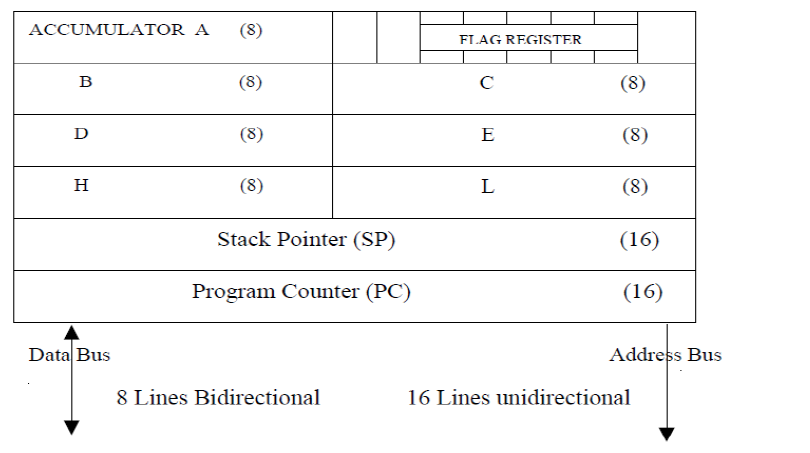 ACCUMULATOR A (8) FLAG REGISTER
B (8) C (8)
D (8) E (8)
H (8) L (8)
Stack Pointer (SP) (16)
Program Counter (PC) (16)
Data Bus Address Bus
8 Lines Bidirectional 16 Lines unidirectional